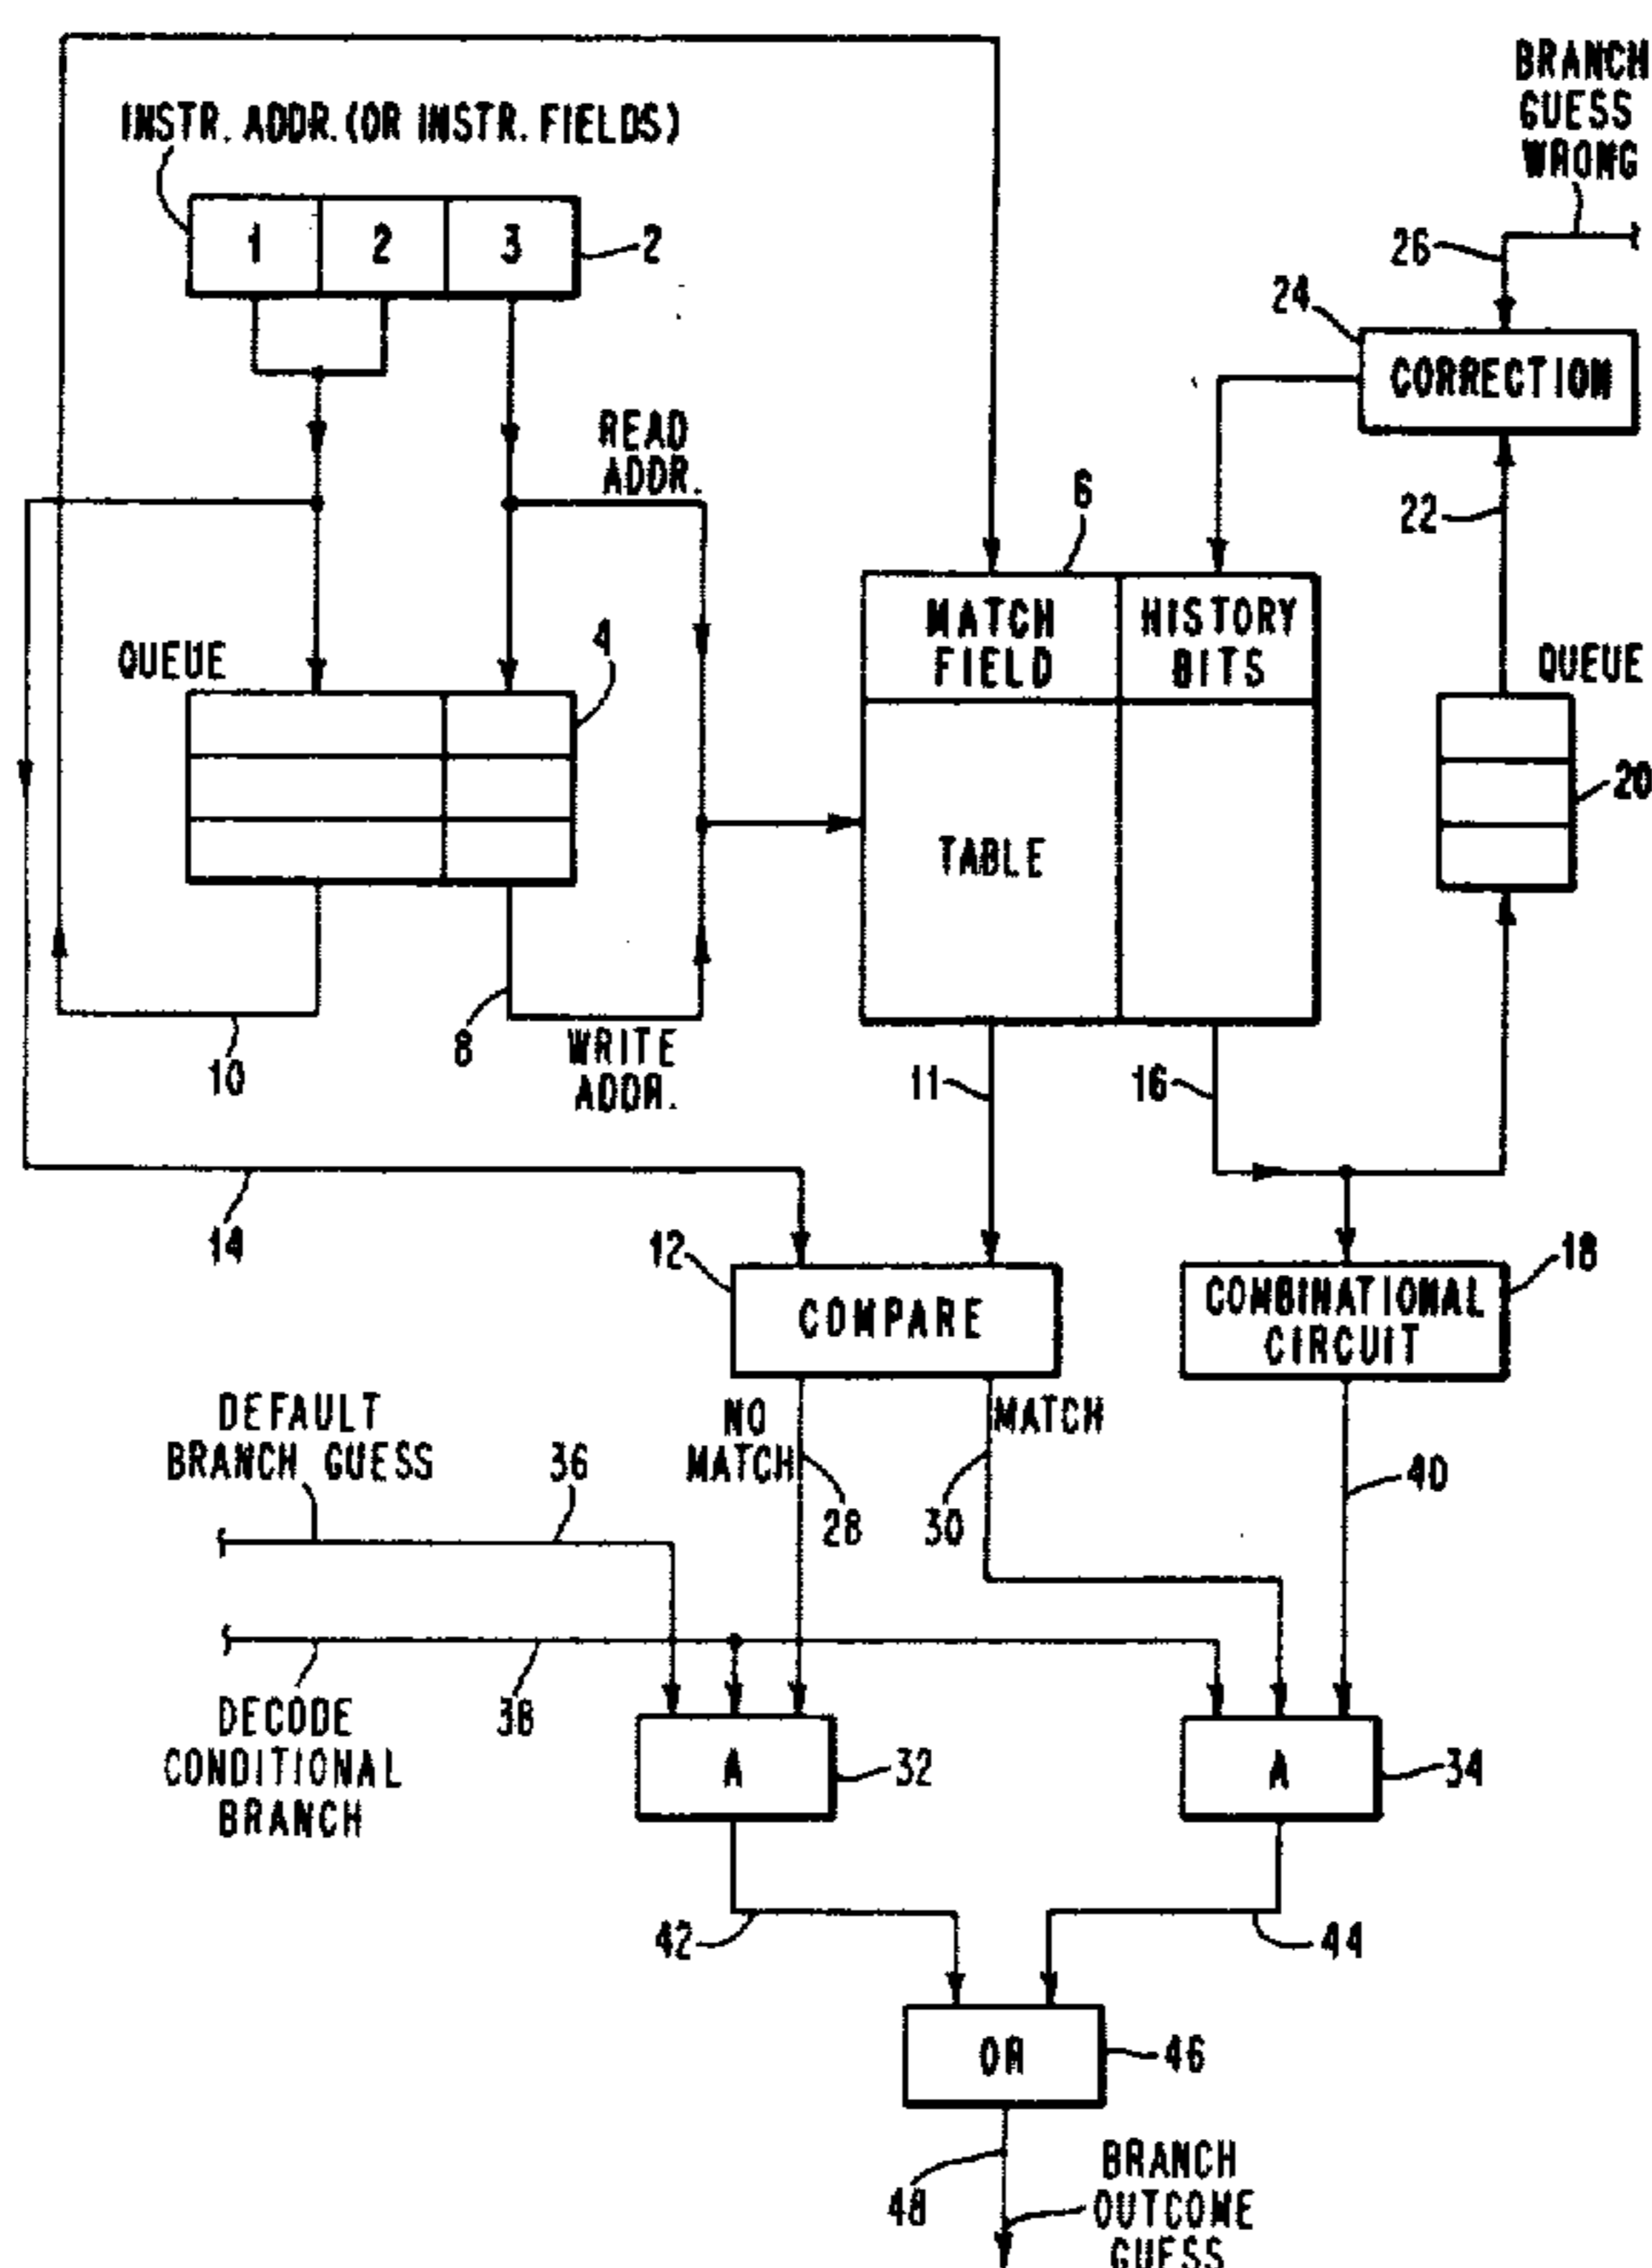 BRANCH
GUESS
WRONG
INSTR. ADDR. (OR INSTR. FIELDS)
1 2 3
2
26
24
CORRECTION
READ
ADDR.
6
22
MATCH
FIELD
HISTORY
BITS
QUEUE
4
QUEUE
20
TABLE
8
WRITE
ADDR.
10
11
16
14
12
COMPARE
18
COMBINATIONAL
CIRCUIT
DEFAULT
BRANCH GUESS
36
NO
MATCH
MATCH
28
30
40
DECODE
CONDITIONAL
BRANCH
38
A
32
A
34
42
44
OR
46
48
BRANCH
OUTCOME
GUESS